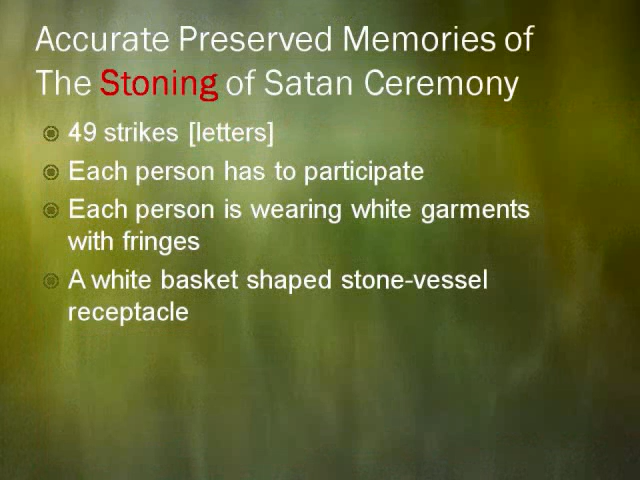 Accurate Preserved Memories of
The Stoning of Satan Ceremony
49 strikes [letters]
Each person has to participate
Each person is wearing white garments
with fringes
A white basket shaped stone-vessel
receptacle